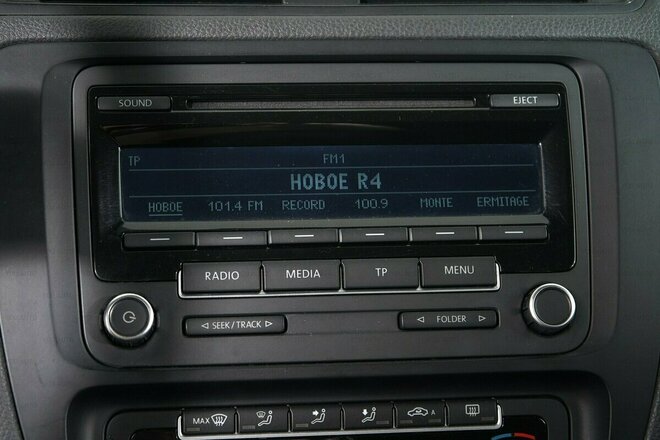 SOUND EJECT
TP FM1
HOBOE R4
HOBOE 101.4 FM RECORD 100.9 MONTE ERMITAGE
RADIO MEDIA TP MENU
◁ SEEK / TRACK ▷ ◁ FOLDER ▷
MAX A